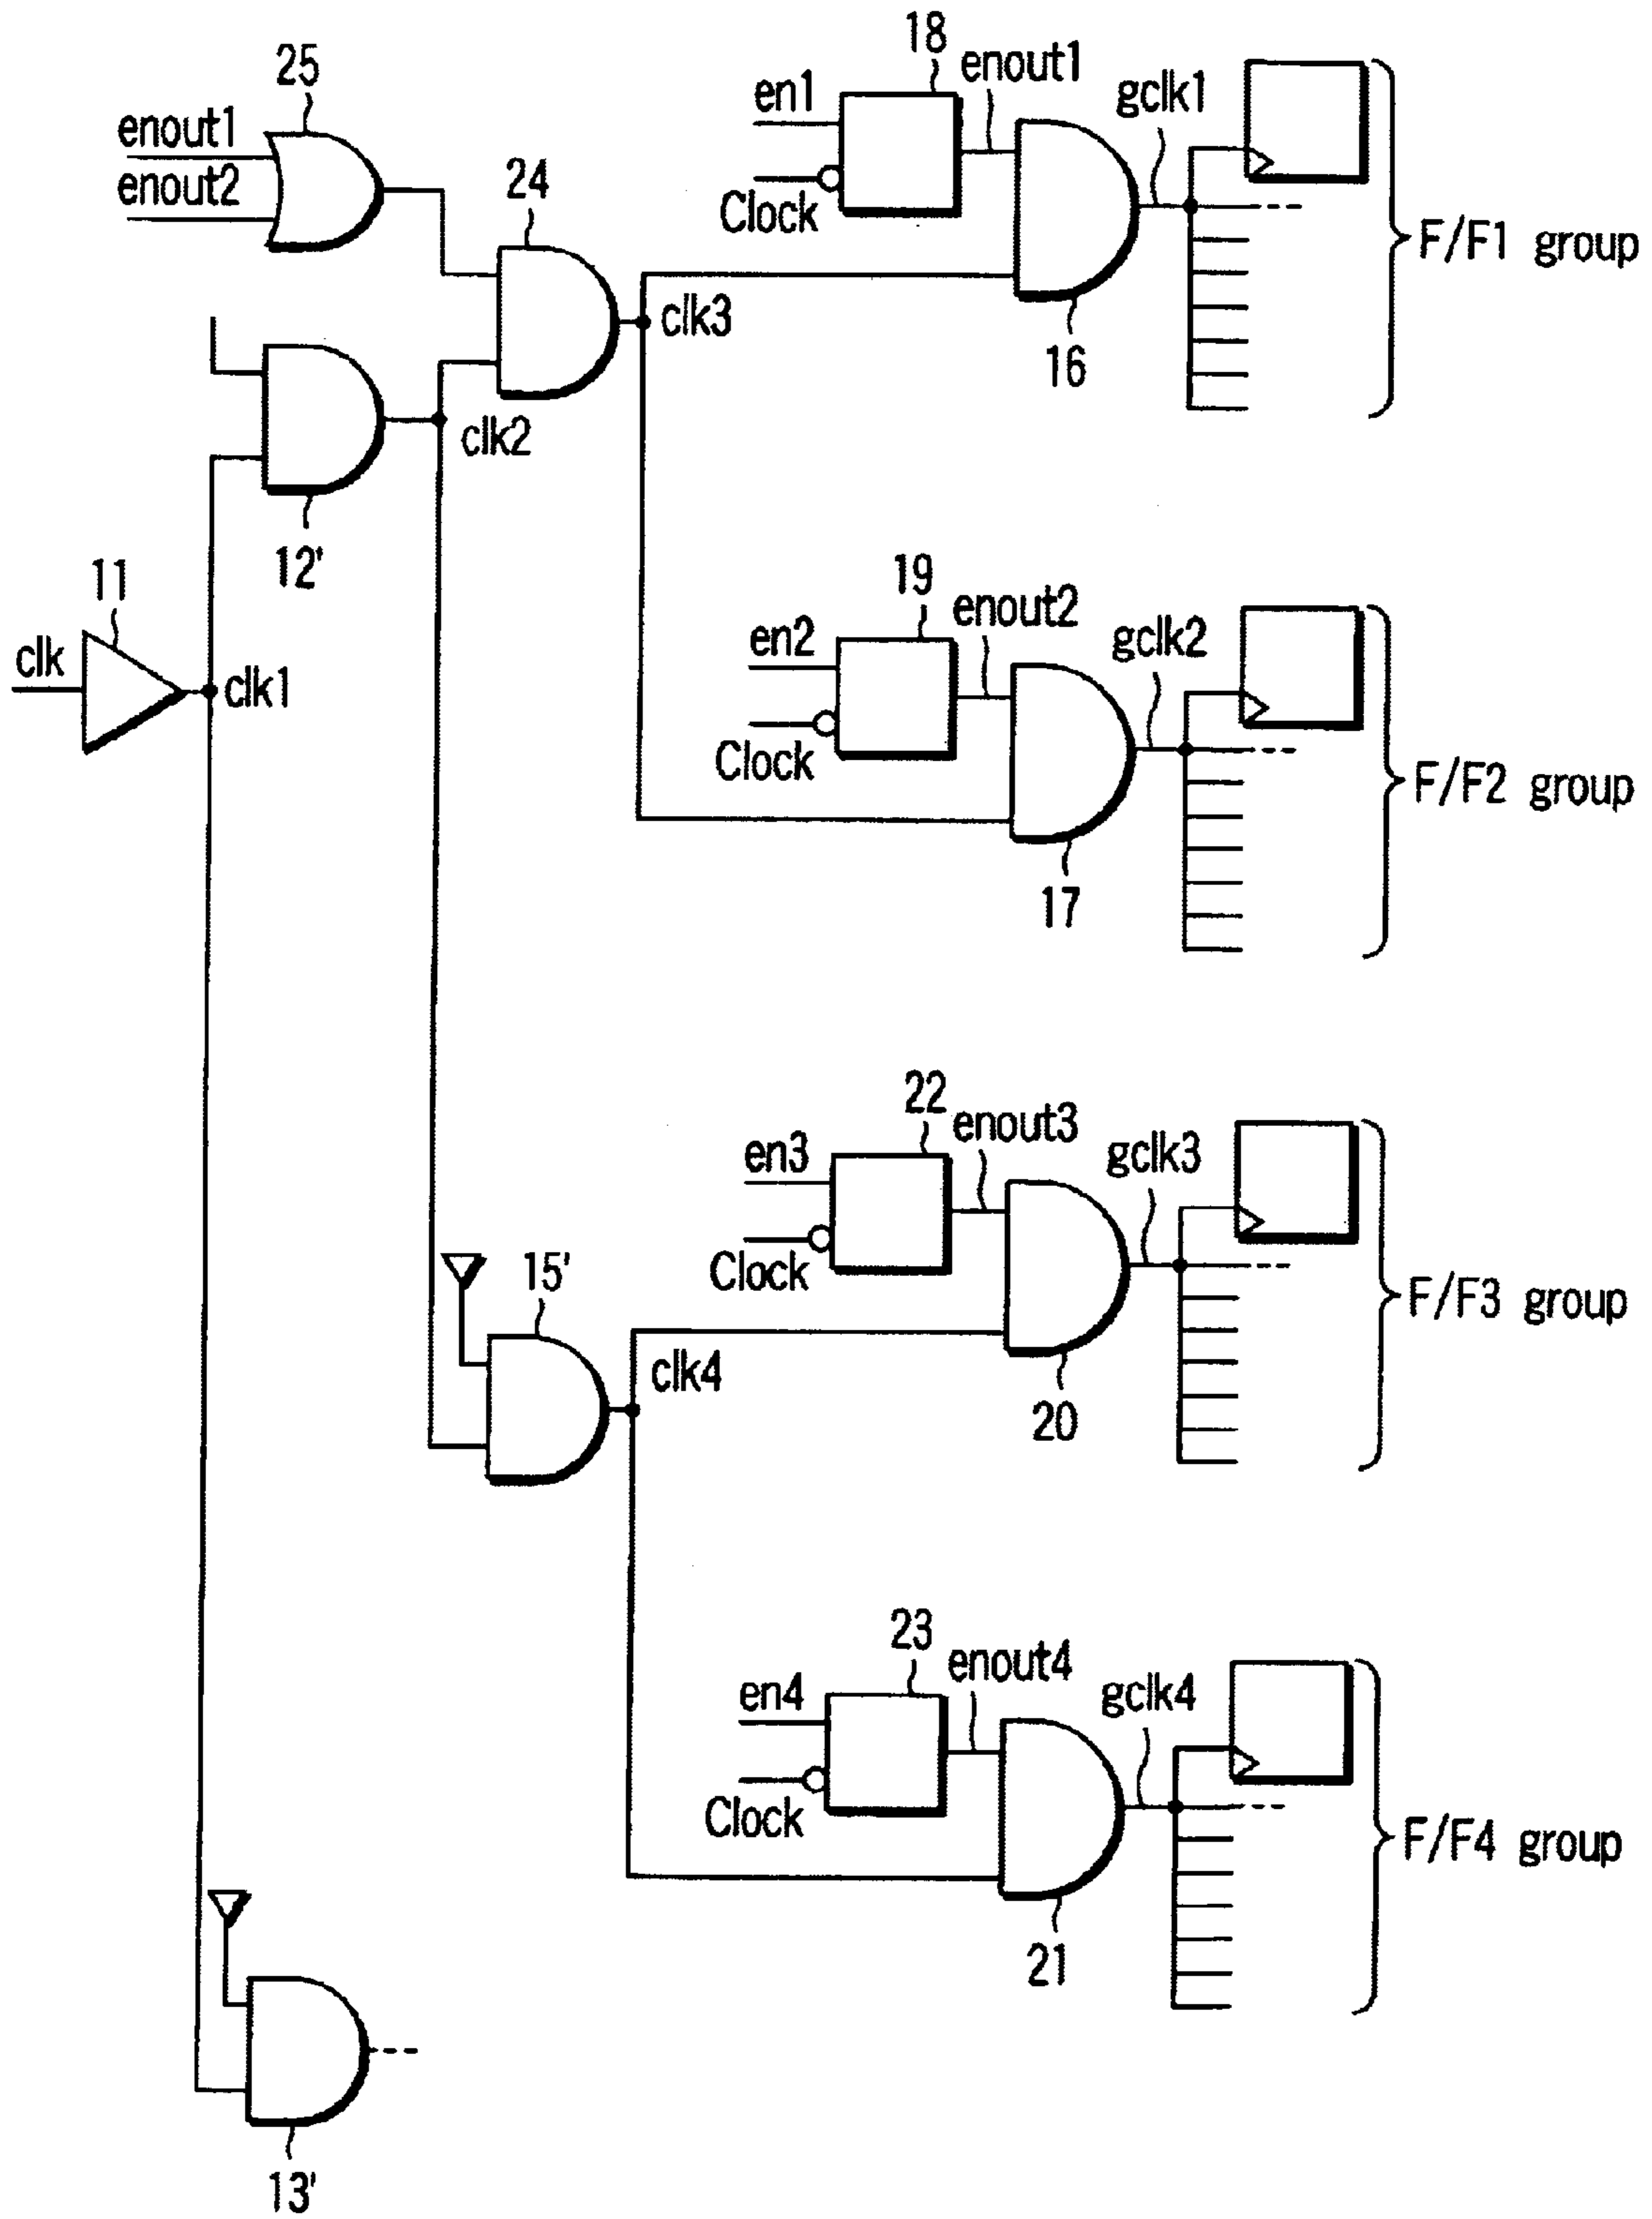 18
enout1
25
en1
gclk1
enout1
24
enout2
Clock
F/F1 group
clk3
16
clk2
12'
19
11
enout2
en2
gclk2
clk
clk1
Clock
F/F2 group
17
22
enout3
en3
gclk3
15'
Clock
F/F3 group
clk4
20
23
enout4
en4
gclk4
Clock
F/F4 group
21
13'